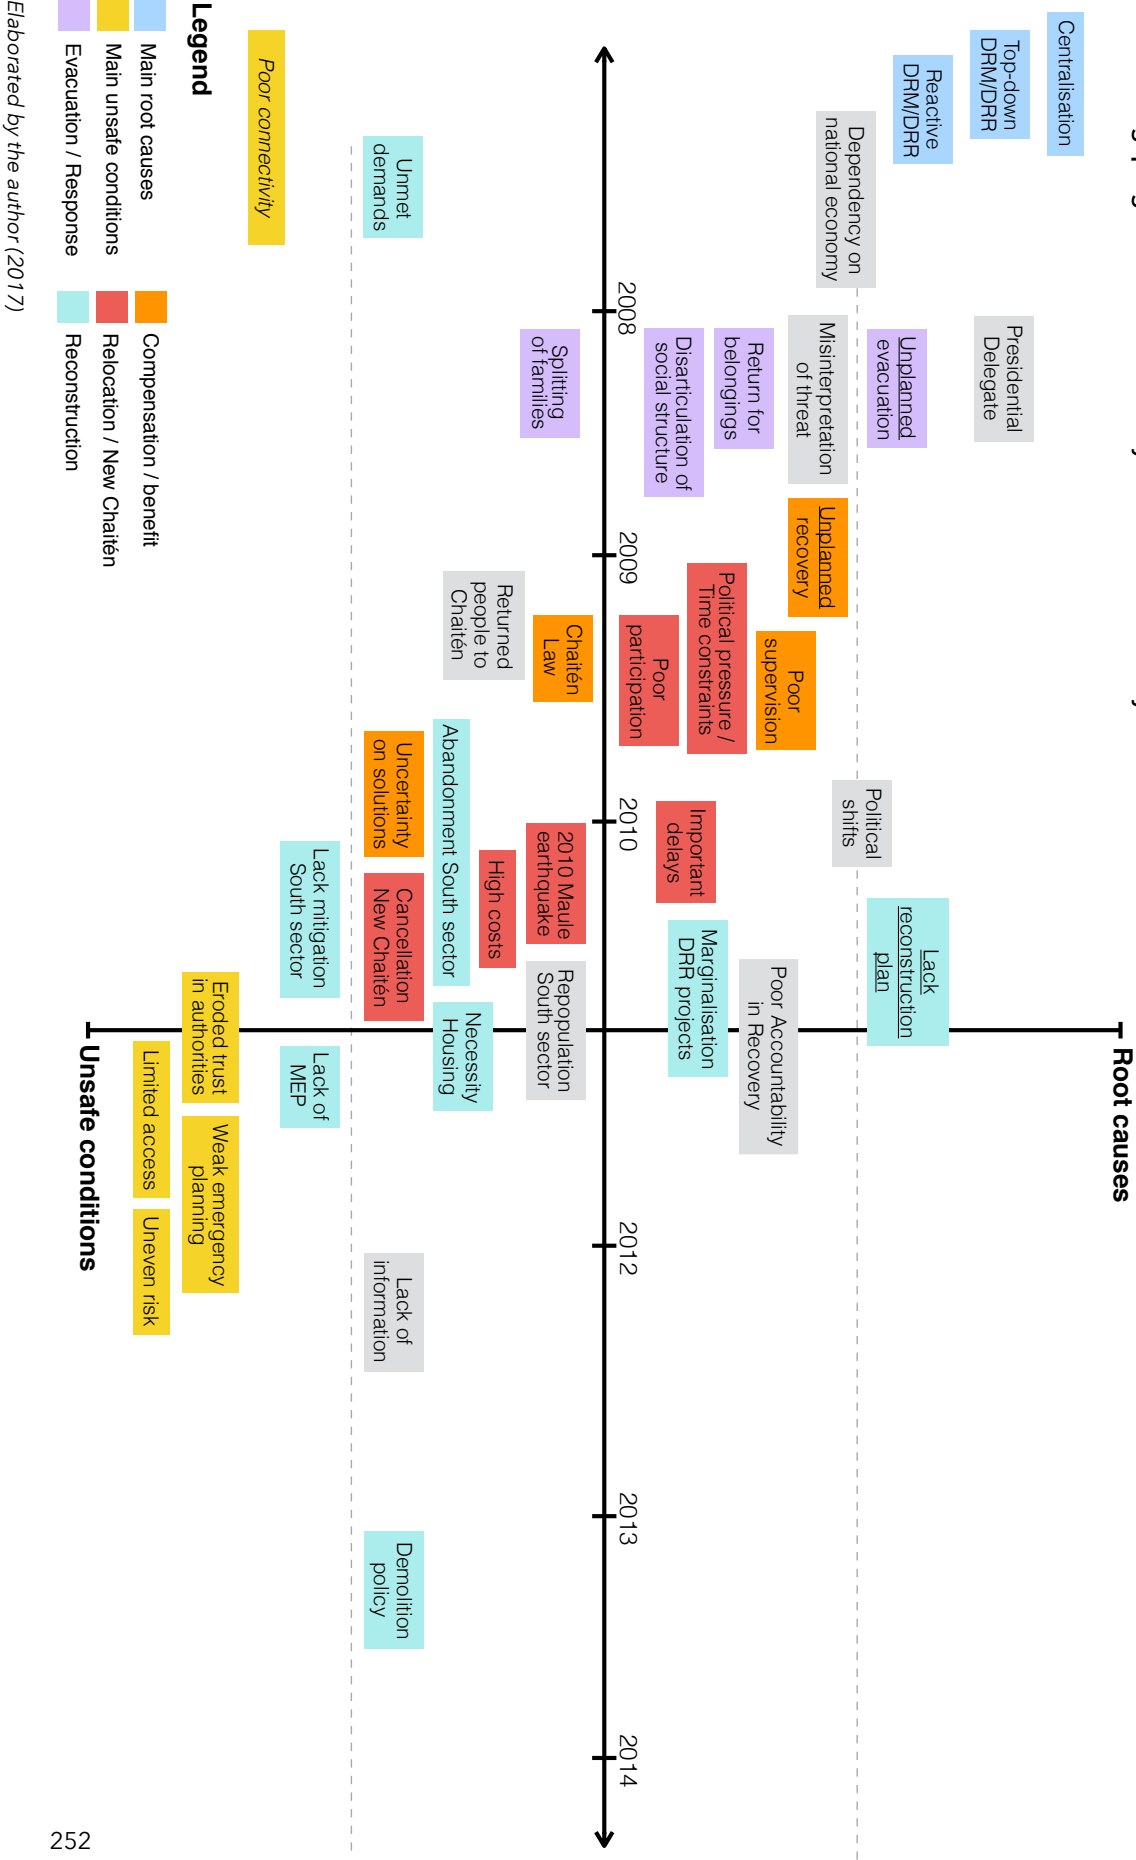 Root causes
Centralisation
Top-down
DRM/DRR
Reactive
DRM/DRR
Dependency on
national economy
Presidential
Delegate
Unplanned
evacuation
Misinterpretation
of threat
Return for
belongings
Disarticulation of
social structure
Splitting
of families
Unplanned
recovery
Poor
supervision
Political pressure /
Time constraints
Poor
participation
Chaitén
Law
Returned
people to
Chaitén
Political
shifts
Important
delays
Lack
reconstruction
plan
Poor Accountability
in Recovery
Marginalisation
DRR projects
2008
2009
2010
2012
2013
2014
2010 Maule
earthquake
Repopulation
South sector
High costs
Abandonment South sector
Necessity
Housing
Unmet
demands
Uncertainty
on solutions
Cancellation
New Chaitén
Lack of
information
Demolition
policy
Poor connectivity
Lack mitigation
South sector
Lack of
MEP
Eroded trust
in authorities
Weak emergency
planning
Limited access
Uneven risk
Unsafe conditions
Legend
Main root causes
Main unsafe conditions
Evacuation / Response
Compensation / benefit
Relocation / New Chaitén
Reconstruction
Elaborated by the author (2017)
252